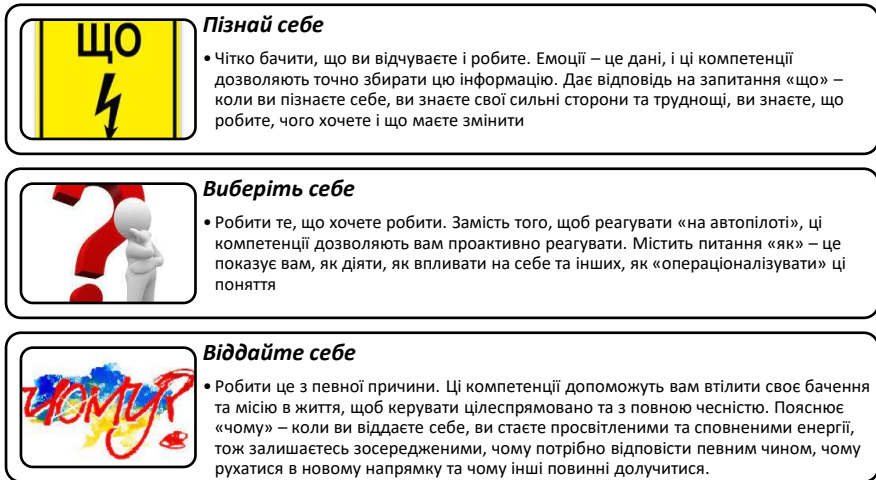 ЩО
Пізнай себе
• Чітко бачити, що ви відчуваєте і робите. Емоції – це дані, і ці компетенції
дозволяють точно збирати цю інформацію. Дає відповідь на запитання «що» –
коли ви пізнаєте себе, ви знаєте свої сильні сторони та труднощі, ви знаєте, що
робите, чого хочете і що маєте змінити
Виберіть себе
• Робити те, що хочете робити. Замість того, щоб реагувати «на автопілоті», ці
компетенції дозволяють вам проактивно реагувати. Містить питання «як» – це
показує вам, як діяти, як впливати на себе та інших, як «операціоналізувати» ці
поняття
ЧОМУ?
Віддайте себе
• Робити це з певної причини. Ці компетенції допоможуть вам втілити своє бачення
та місію в життя, щоб керувати цілеспрямовано та з повною чесністю. Пояснює
«чому» – коли ви віддаєте себе, ви стаєте просвітленими та сповненими енергії,
тож залишаєтесь зосередженими, чому потрібно відповісти певним чином, чому
рухатися в новому напрямку та чому інші повинні долучитися.